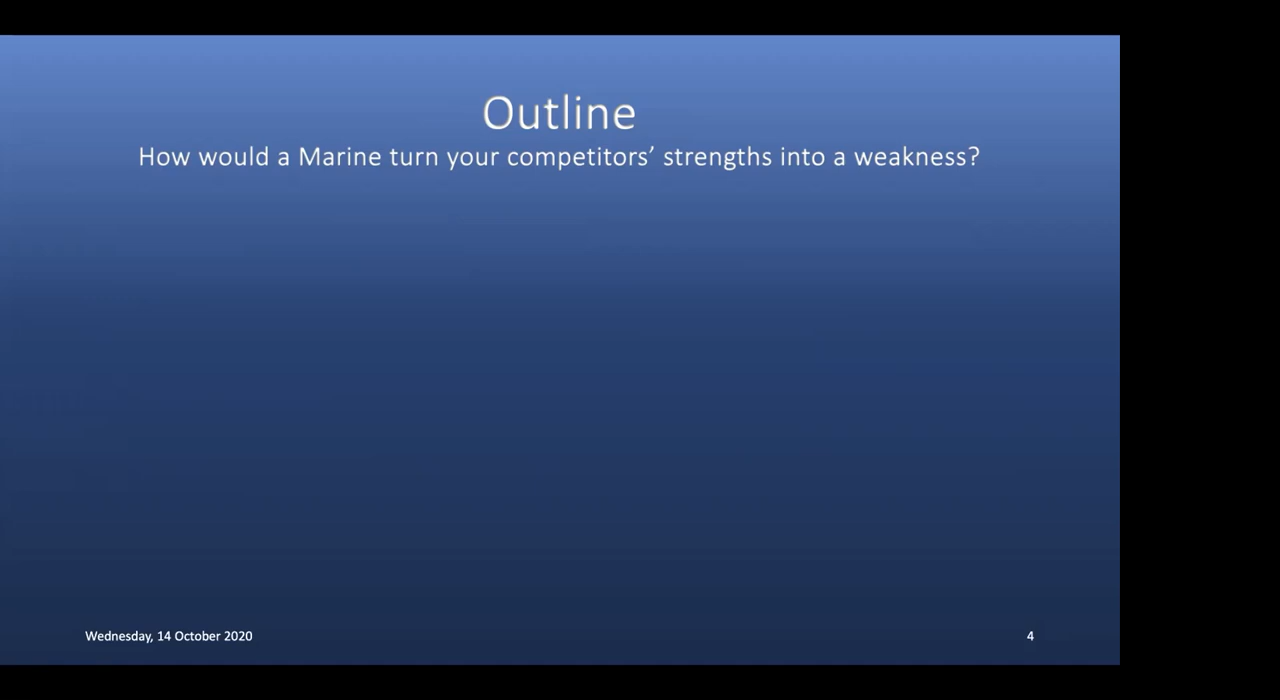 Outline
How would a Marine turn your competitors’ strengths into a weakness?
Wednesday, 14 October 2020
4